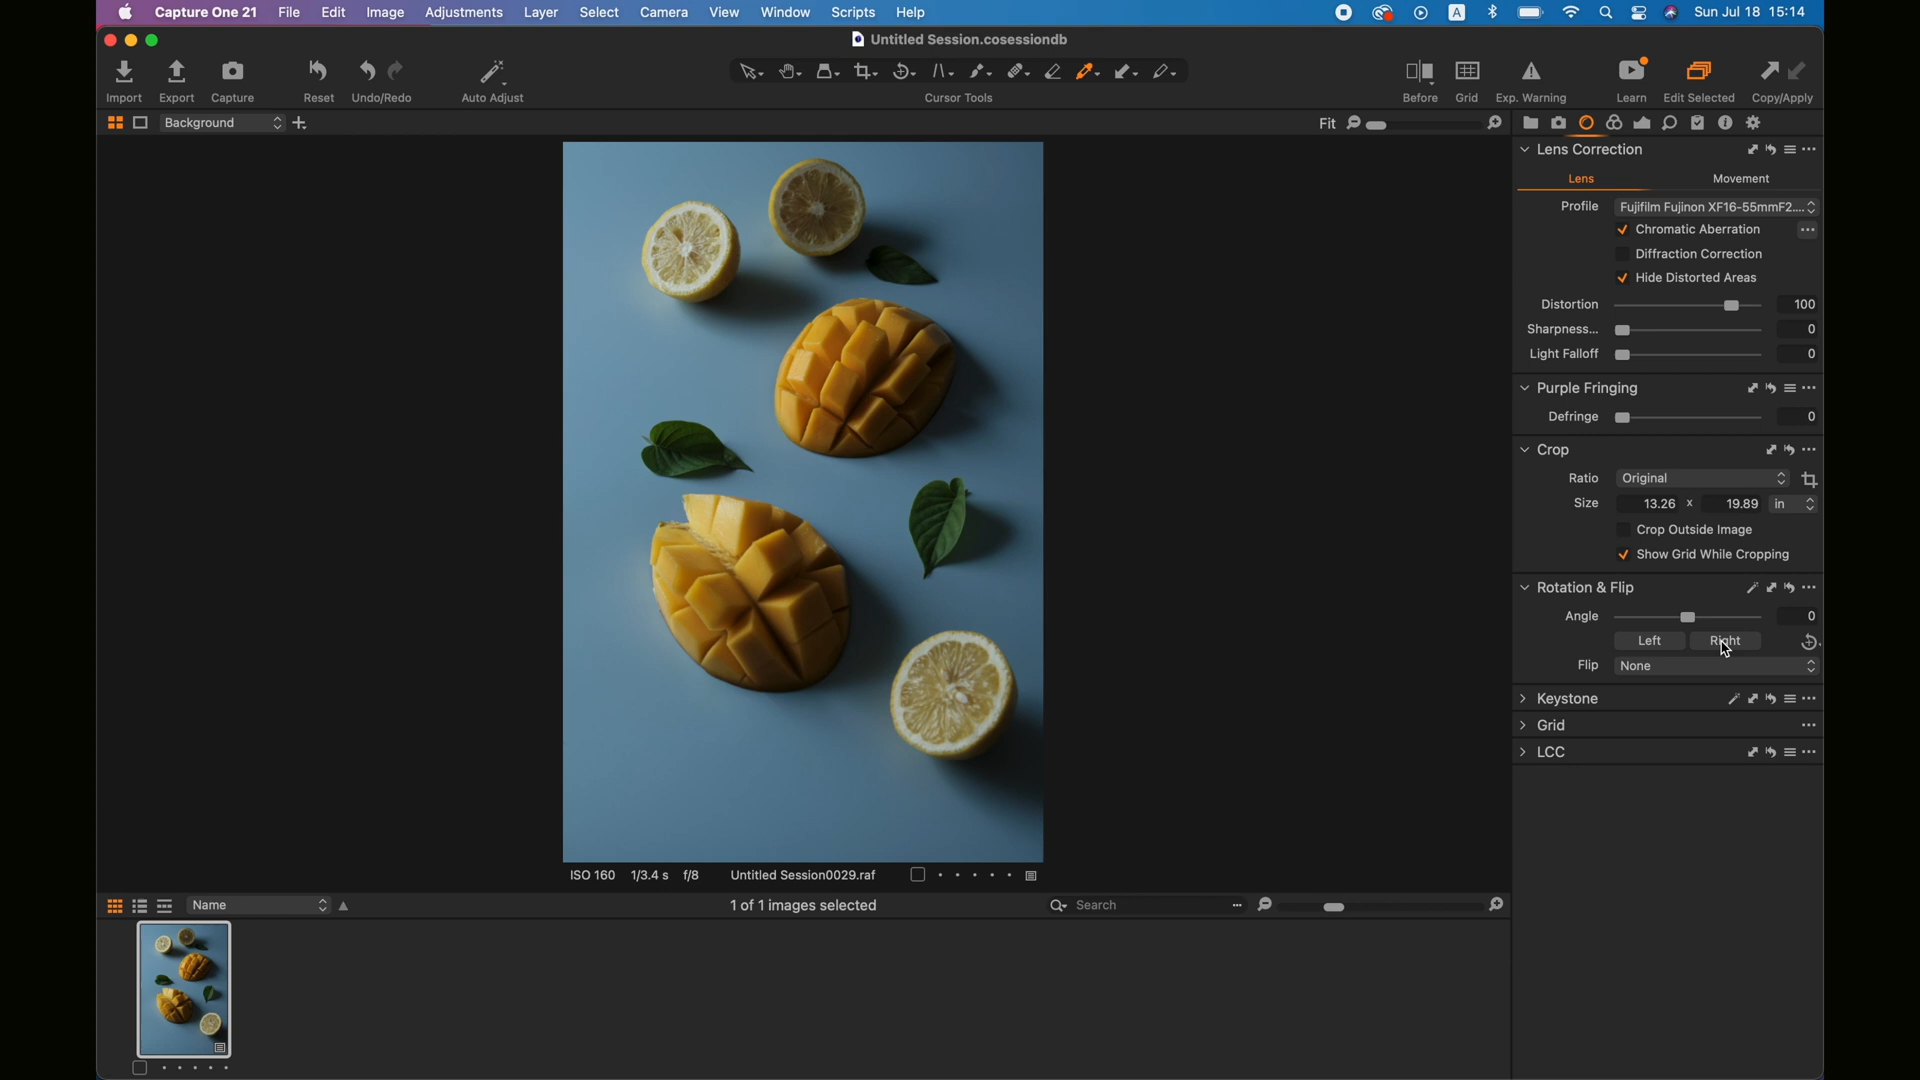 Capture One 21 File Edit Image Adjustments Layer Select Camera View Window Scripts Help A Sun Jul 18 15:14
Untitled Session.cosessiondb
Import Export Capture Reset Undo/Redo Auto Adjust Cursor Tools Before Grid Exp. Warning Learn Edit Selected Copy/Apply
Background Fit
Lens Correction
Lens Movement
Profile Fujifilm Fujinon XF16-55mmF2....
Chromatic Aberration
Diffraction Correction
Hide Distorted Areas
Distortion 100
Sharpness... 0
Light Falloff 0
Purple Fringing
Defringe 0
Crop
Ratio Original
Size 13.26 x 19.89 in
Crop Outside Image
Show Grid While Cropping
Rotation & Flip
Angle 0
Left Right
Flip None
Keystone
Grid
LCC
ISO 160 1/3.4 s f/8 Untitled Session0029.raf
Name 1 of 1 images selected Search